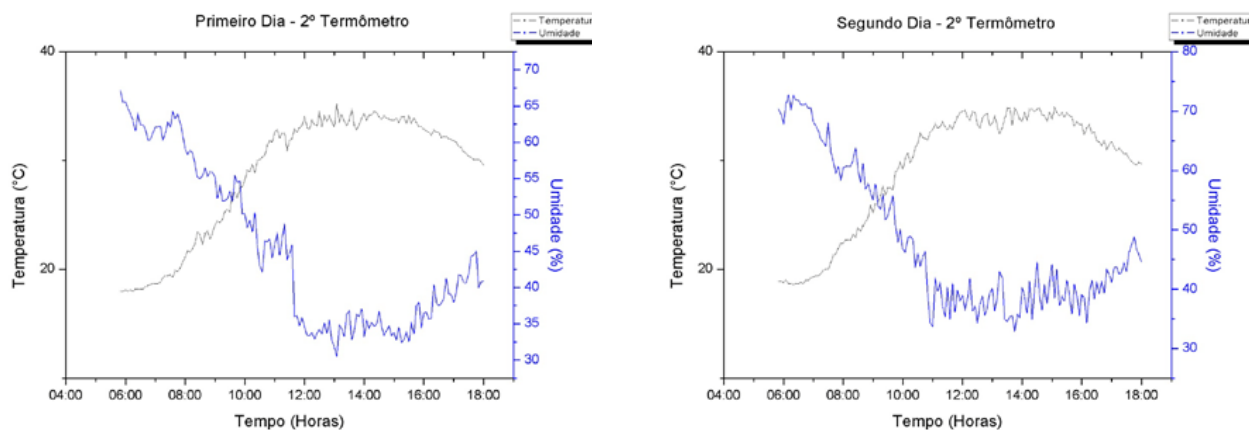 Primeiro Dia - 2º Termômetro
Temperatura
Umidade
40
20
Temperatura (°C)
70
65
60
55
50
45
40
35
30
Umidade (%)
04:00 06:00 08:00 10:00 12:00 14:00 16:00 18:00
Tempo (Horas)
Segundo Dia - 2º Termômetro
Temperatura
Umidade
40
20
Temperatura (°C)
80
70
60
50
40
30
Umidade (%)
04:00 06:00 08:00 10:00 12:00 14:00 16:00 18:00
Tempo (Horas)